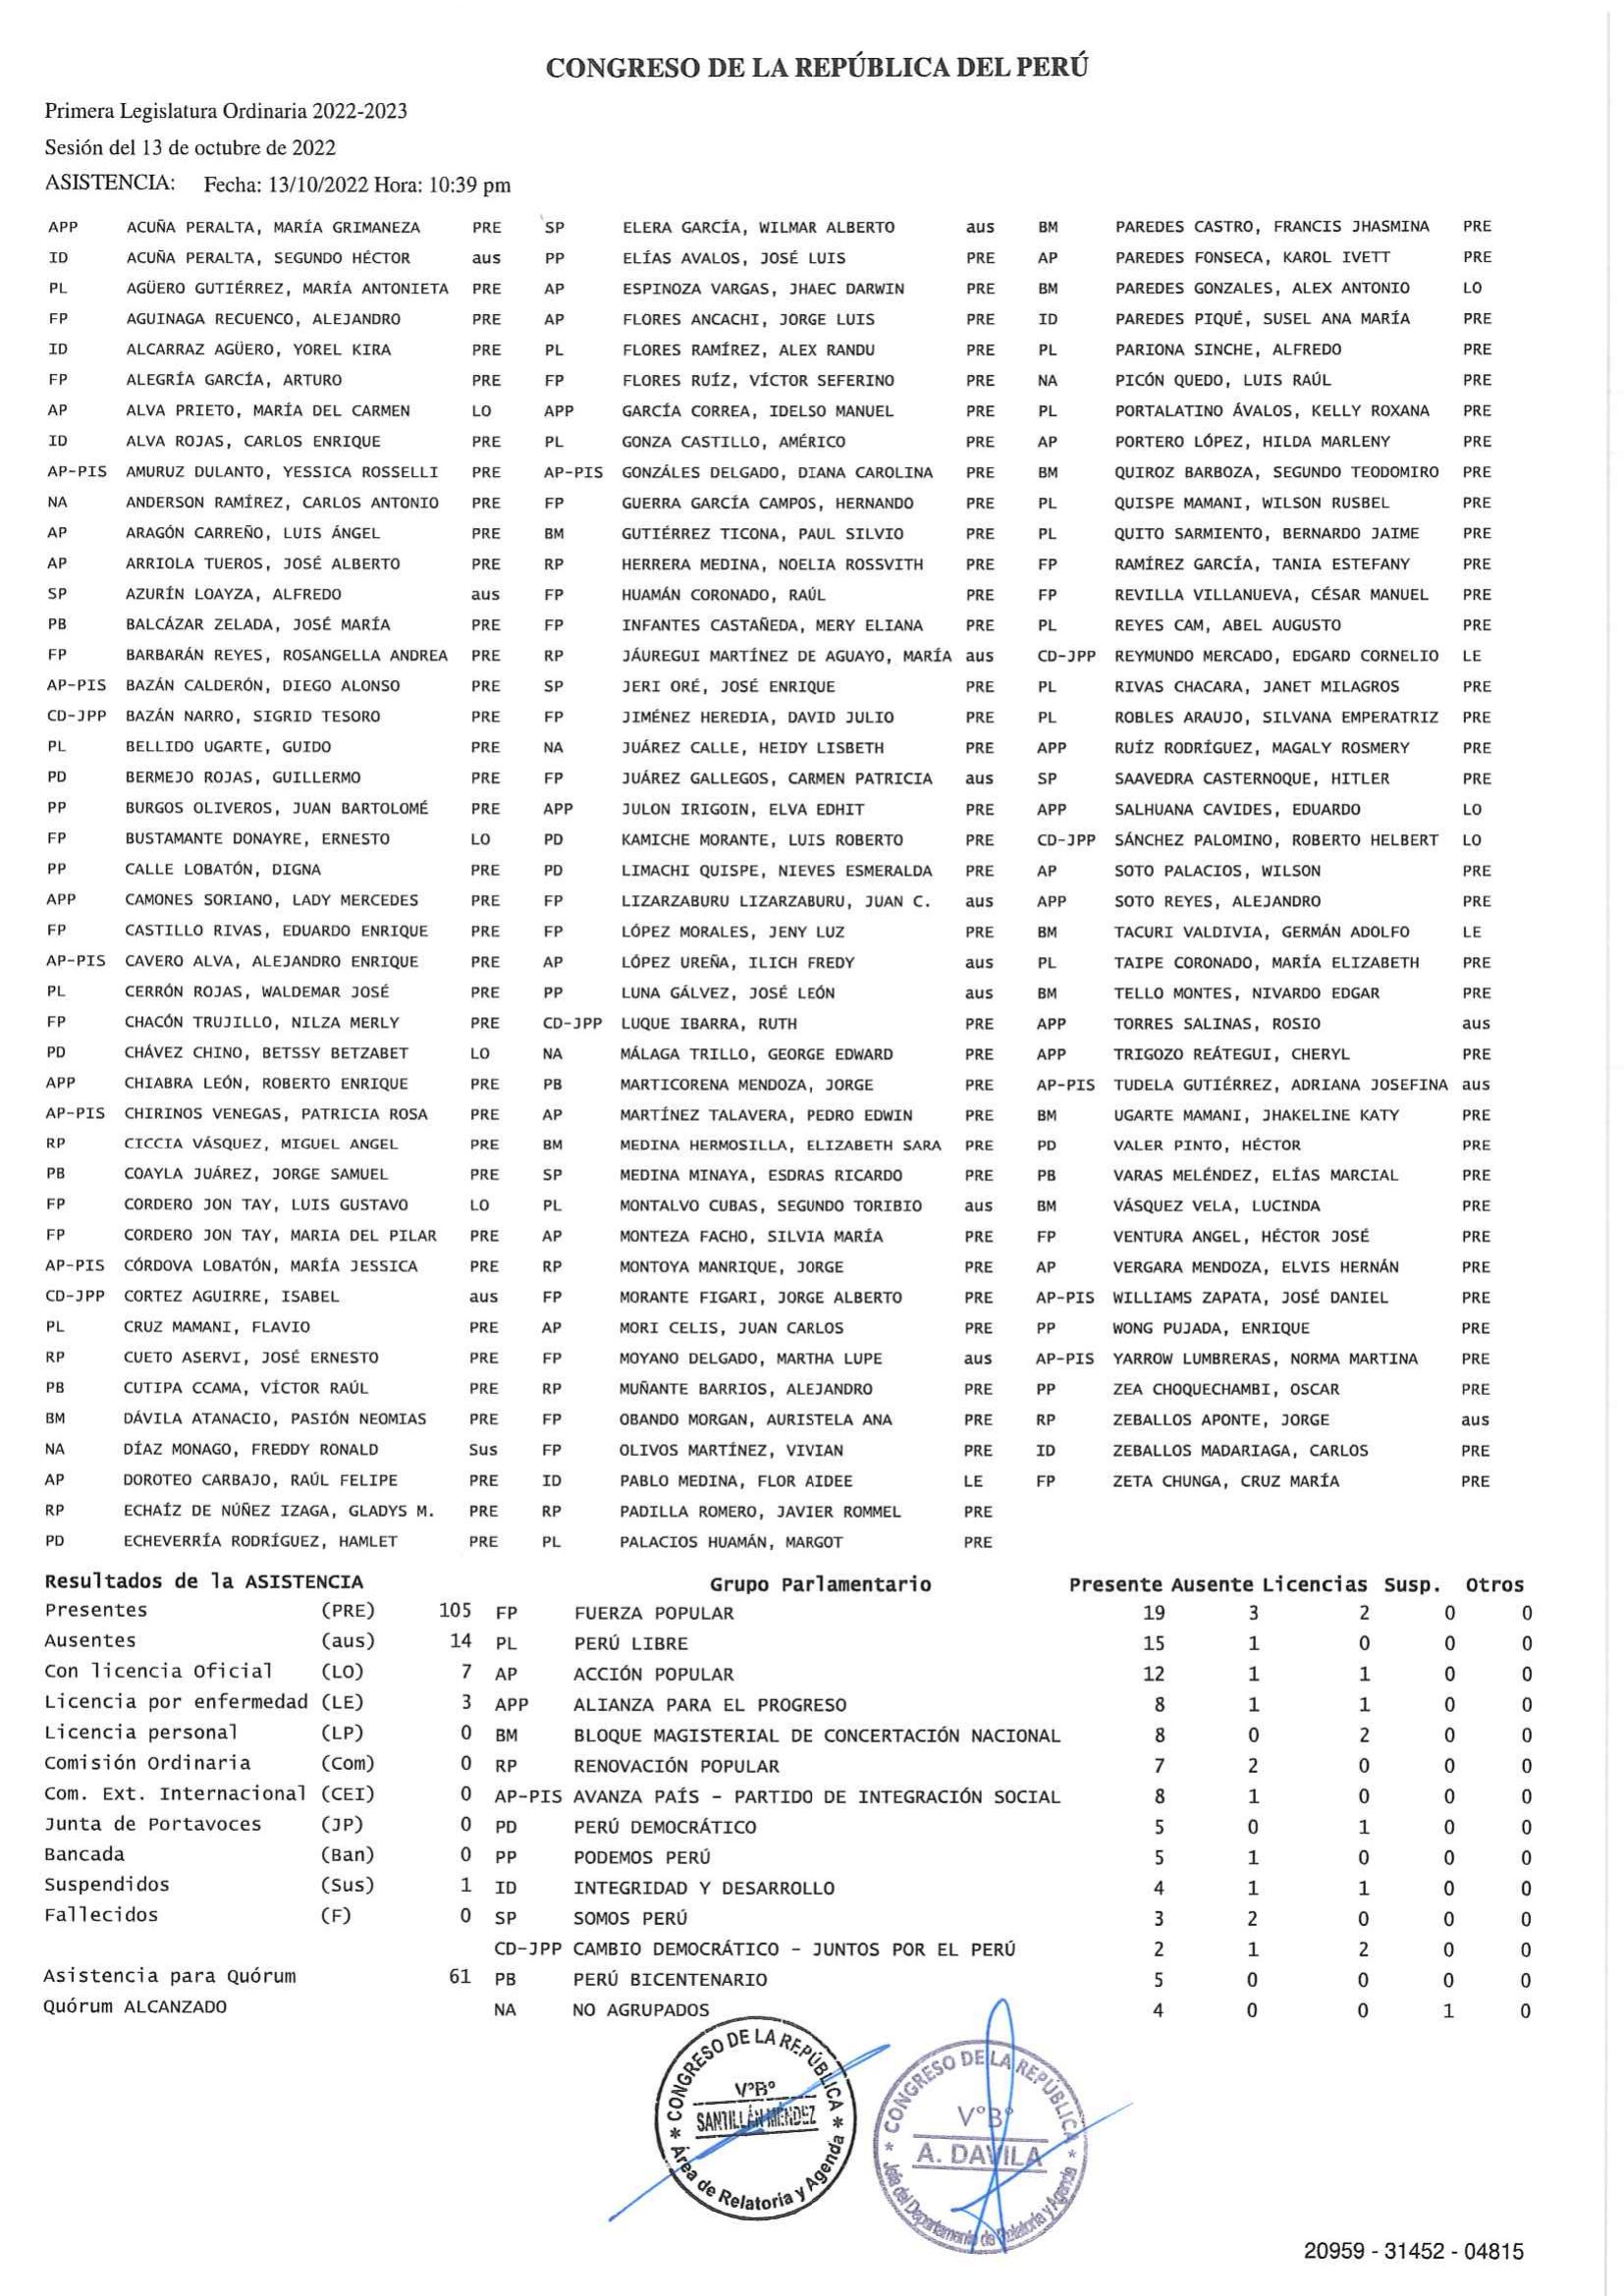 CONGRESO DE LA REPÚBLICA DEL PERÚ
Primera Legislatura Ordinaria 2022-2023
Sesión del 13 de octubre de 2022
ASISTENCIA: Fecha: 13/10/2022 Hora: 10:39 pm
APP ACUÑA PERALTA, MARÍA GRIMANEZA PRE SP ELERA GARCÍA, WILMAR ALBERTO aus BM PAREDES CASTRO, FRANCIS JHASMINA PRE
ID ACUÑA PERALTA, SEGUNDO HÉCTOR aus PP ELÍAS AVALOS, JOSÉ LUIS PRE AP PAREDES FONSECA, KAROL IVETT PRE
PL AGÜERO GUTIÉRREZ, MARÍA ANTONIETA PRE AP ESPINOZA VARGAS, JHAEC DARWIN PRE BM PAREDES GONZALES, ALEX ANTONIO LO
FP AGUINAGA RECUENCO, ALEJANDRO PRE AP FLORES ANCACHI, JORGE LUIS PRE ID PAREDES PIQUÉ, SUSEL ANA MARÍA PRE
ID ALCARRAZ AGÜERO, YOREL KIRA PRE PL FLORES RAMÍREZ, ALEX RANDU PRE PL PARIONA SINCHE, ALFREDO PRE
FP ALEGRÍA GARCÍA, ARTURO PRE FP FLORES RUÍZ, VÍCTOR SEFERINO PRE NA PICÓN QUEDO, LUIS RAÚL PRE
AP ALVA PRIETO, MARÍA DEL CARMEN LO APP GARCÍA CORREA, IDELSO MANUEL PRE PL PORTALATINO ÁVALOS, KELLY ROXANA PRE
ID ALVA ROJAS, CARLOS ENRIQUE PRE PL GONZA CASTILLO, AMÉRICO PRE AP PORTERO LÓPEZ, HILDA MARLENY PRE
AP-PIS AMURUZ DULANTO, YESSICA ROSSELLI PRE AP-PIS GONZÁLES DELGADO, DIANA CAROLINA PRE BM QUIROZ BARBOZA, SEGUNDO TEODOMIRO PRE
NA ANDERSON RAMÍREZ, CARLOS ANTONIO PRE FP GUERRA GARCÍA CAMPOS, HERNANDO PRE PL QUISPE MAMANI, WILSON RUSBEL PRE
AP ARAGÓN CARREÑO, LUIS ÁNGEL PRE BM GUTIÉRREZ TICONA, PAUL SILVIO PRE PL QUITO SARMIENTO, BERNARDO JAIME PRE
AP ARRIOLA TUEROS, JOSÉ ALBERTO PRE RP HERRERA MEDINA, NOELIA ROSSVITH PRE FP RAMÍREZ GARCÍA, TANIA ESTEFANY PRE
SP AZURÍN LOAYZA, ALFREDO aus FP HUAMÁN CORONADO, RAÚL PRE FP REVILLA VILLANUEVA, CÉSAR MANUEL PRE
PB BALCÁZAR ZELADA, JOSÉ MARÍA PRE FP INFANTES CASTAÑEDA, MERY ELIANA PRE PL REYES CAM, ABEL AUGUSTO PRE
FP BARBARÁN REYES, ROSANGELLA ANDREA PRE RP JÁUREGUI MARTÍNEZ DE AGUAYO, MARÍA aus CD-JPP REYMUNDO MERCADO, EDGARD CORNELIO LE
AP-PIS BAZÁN CALDERÓN, DIEGO ALONSO PRE SP JERI ORÉ, JOSÉ ENRIQUE PRE PL RIVAS CHACARA, JANET MILAGROS PRE
CD-JPP BAZÁN NARRO, SIGRID TESORO PRE FP JIMÉNEZ HEREDIA, DAVID JULIO PRE PL ROBLES ARAUJO, SILVANA EMPERATRIZ PRE
PL BELLIDO UGARTE, GUIDO PRE NA JUÁREZ CALLE, HEIDY LISBETH PRE APP RUÍZ RODRÍGUEZ, MAGALY ROSMERY PRE
PD BERMEJO ROJAS, GUILLERMO PRE FP JUÁREZ GALLEGOS, CARMEN PATRICIA aus SP SAAVEDRA CASTERNOQUE, HITLER PRE
PP BURGOS OLIVEROS, JUAN BARTOLOMÉ PRE APP JULON IRIGOIN, ELVA EDHIT PRE APP SALHUANA CAVIDES, EDUARDO LO
FP BUSTAMANTE DONAYRE, ERNESTO LO PD KAMICHE MORANTE, LUIS ROBERTO PRE CD-JPP SÁNCHEZ PALOMINO, ROBERTO HELBERT LO
PP CALLE LOBATÓN, DIGNA PRE PD LIMACHI QUISPE, NIEVES ESMERALDA PRE AP SOTO PALACIOS, WILSON PRE
APP CAMONES SORIANO, LADY MERCEDES PRE FP LIZARZABURU LIZARZABURU, JUAN C. aus APP SOTO REYES, ALEJANDRO PRE
FP CASTILLO RIVAS, EDUARDO ENRIQUE PRE FP LÓPEZ MORALES, JENY LUZ PRE BM TACURI VALDIVIA, GERMÁN ADOLFO LE
AP-PIS CAVERO ALVA, ALEJANDRO ENRIQUE PRE AP LÓPEZ UREÑA, ILICH FREDY aus PL TAIPE CORONADO, MARÍA ELIZABETH PRE
PL CERRÓN ROJAS, WALDEMAR JOSÉ PRE PP LUNA GÁLVEZ, JOSÉ LEÓN aus BM TELLO MONTES, NIVARDO EDGAR PRE
FP CHACÓN TRUJILLO, NILZA MERLY PRE CD-JPP LUQUE IBARRA, RUTH PRE APP TORRES SALINAS, ROSIO aus
PD CHÁVEZ CHINO, BETSSY BETZABET LO NA MÁLAGA TRILLO, GEORGE EDWARD PRE APP TRIGOZO REÁTEGUI, CHERYL PRE
APP CHIABRA LEÓN, ROBERTO ENRIQUE PRE PB MARTICORENA MENDOZA, JORGE PRE AP-PIS TUDELA GUTIÉRREZ, ADRIANA JOSEFINA aus
AP-PIS CHIRINOS VENEGAS, PATRICIA ROSA PRE AP MARTÍNEZ TALAVERA, PEDRO EDWIN PRE BM UGARTE MAMANI, JHAKELINE KATY PRE
RP CICCIA VÁSQUEZ, MIGUEL ANGEL PRE BM MEDINA HERMOSILLA, ELIZABETH SARA PRE PD VALER PINTO, HÉCTOR PRE
PB COAYLA JUÁREZ, JORGE SAMUEL PRE SP MEDINA MINAYA, ESDRAS RICARDO PRE PB VARAS MELÉNDEZ, ELÍAS MARCIAL PRE
FP CORDERO JON TAY, LUIS GUSTAVO LO PL MONTALVO CUBAS, SEGUNDO TORIBIO aus BM VÁSQUEZ VELA, LUCINDA PRE
FP CORDERO JON TAY, MARIA DEL PILAR PRE AP MONTEZA FACHO, SILVIA MARÍA PRE FP VENTURA ANGEL, HÉCTOR JOSÉ PRE
AP-PIS CÓRDOVA LOBATÓN, MARÍA JESSICA PRE RP MONTOYA MANRIQUE, JORGE PRE AP VERGARA MENDOZA, ELVIS HERNÁN PRE
CD-JPP CORTEZ AGUIRRE, ISABEL aus FP MORANTE FIGARI, JORGE ALBERTO PRE AP-PIS WILLIAMS ZAPATA, JOSÉ DANIEL PRE
PL CRUZ MAMANI, FLAVIO PRE AP MORI CELIS, JUAN CARLOS PRE PP WONG PUJADA, ENRIQUE PRE
RP CUETO ASERVI, JOSÉ ERNESTO PRE FP MOYANO DELGADO, MARTHA LUPE aus AP-PIS YARROW LUMBRERAS, NORMA MARTINA PRE
PB CUTIPA CCAMA, VÍCTOR RAÚL PRE RP MUÑANTE BARRIOS, ALEJANDRO PRE PP ZEA CHOQUECHAMBI, OSCAR PRE
BM DÁVILA ATANACIO, PASIÓN NEOMIAS PRE FP OBANDO MORGAN, AURISTELA ANA PRE RP ZEBALLOS APONTE, JORGE aus
NA DÍAZ MONAGO, FREDDY RONALD Sus FP OLIVOS MARTÍNEZ, VIVIAN PRE ID ZEBALLOS MADARIAGA, CARLOS PRE
AP DOROTEO CARBAJO, RAÚL FELIPE PRE ID PABLO MEDINA, FLOR AIDEE LE FP ZETA CHUNGA, CRUZ MARÍA PRE
RP ECHAÍZ DE NÚÑEZ IZAGA, GLADYS M. PRE RP PADILLA ROMERO, JAVIER ROMMEL PRE
PD ECHEVERRÍA RODRÍGUEZ, HAMLET PRE PL PALACIOS HUAMÁN, MARGOT PRE
Resultados de la ASISTENCIA Grupo Parlamentario Presente Ausente Licencias Susp. Otros
Presentes (PRE) 105 FP FUERZA POPULAR 19 3 2 0 0
Ausentes (aus) 14 PL PERÚ LIBRE 15 1 0 0 0
Con licencia Oficial (LO) 7 AP ACCIÓN POPULAR 12 1 1 0 0
Licencia por enfermedad (LE) 3 APP ALIANZA PARA EL PROGRESO 8 1 1 0 0
Licencia personal (LP) 0 BM BLOQUE MAGISTERIAL DE CONCERTACIÓN NACIONAL 8 0 2 0 0
Comisión Ordinaria (Com) 0 RP RENOVACIÓN POPULAR 7 2 0 0 0
Com. Ext. Internacional (CEI) 0 AP-PIS AVANZA PAÍS - PARTIDO DE INTEGRACIÓN SOCIAL 8 1 0 0 0
Junta de Portavoces (JP) 0 PD PERÚ DEMOCRÁTICO 5 0 1 0 0
Bancada (Ban) 0 PP PODEMOS PERÚ 5 1 0 0 0
Suspendidos (Sus) 1 ID INTEGRIDAD Y DESARROLLO 4 1 1 0 0
Fallecidos (F) 0 SP SOMOS PERÚ 3 2 0 0 0
CD-JPP CAMBIO DEMOCRÁTICO - JUNTOS POR EL PERÚ 2 1 2 0 0
Asistencia para Quórum 61 PB PERÚ BICENTENARIO 5 0 0 0 0
Quórum ALCANZADO NA NO AGRUPADOS 4 0 0 1 0
* CONGRESO DE LA REPÚBLICA *
V°B°
SANTILLÁN MÉNDEZ
Área de Relatoría y Agenda
* CONGRESO DE LA REPÚBLICA *
V°B°
A. DAVILA
Jefa del Departamento de Relatoría y Agenda
20959 - 31452 - 04815